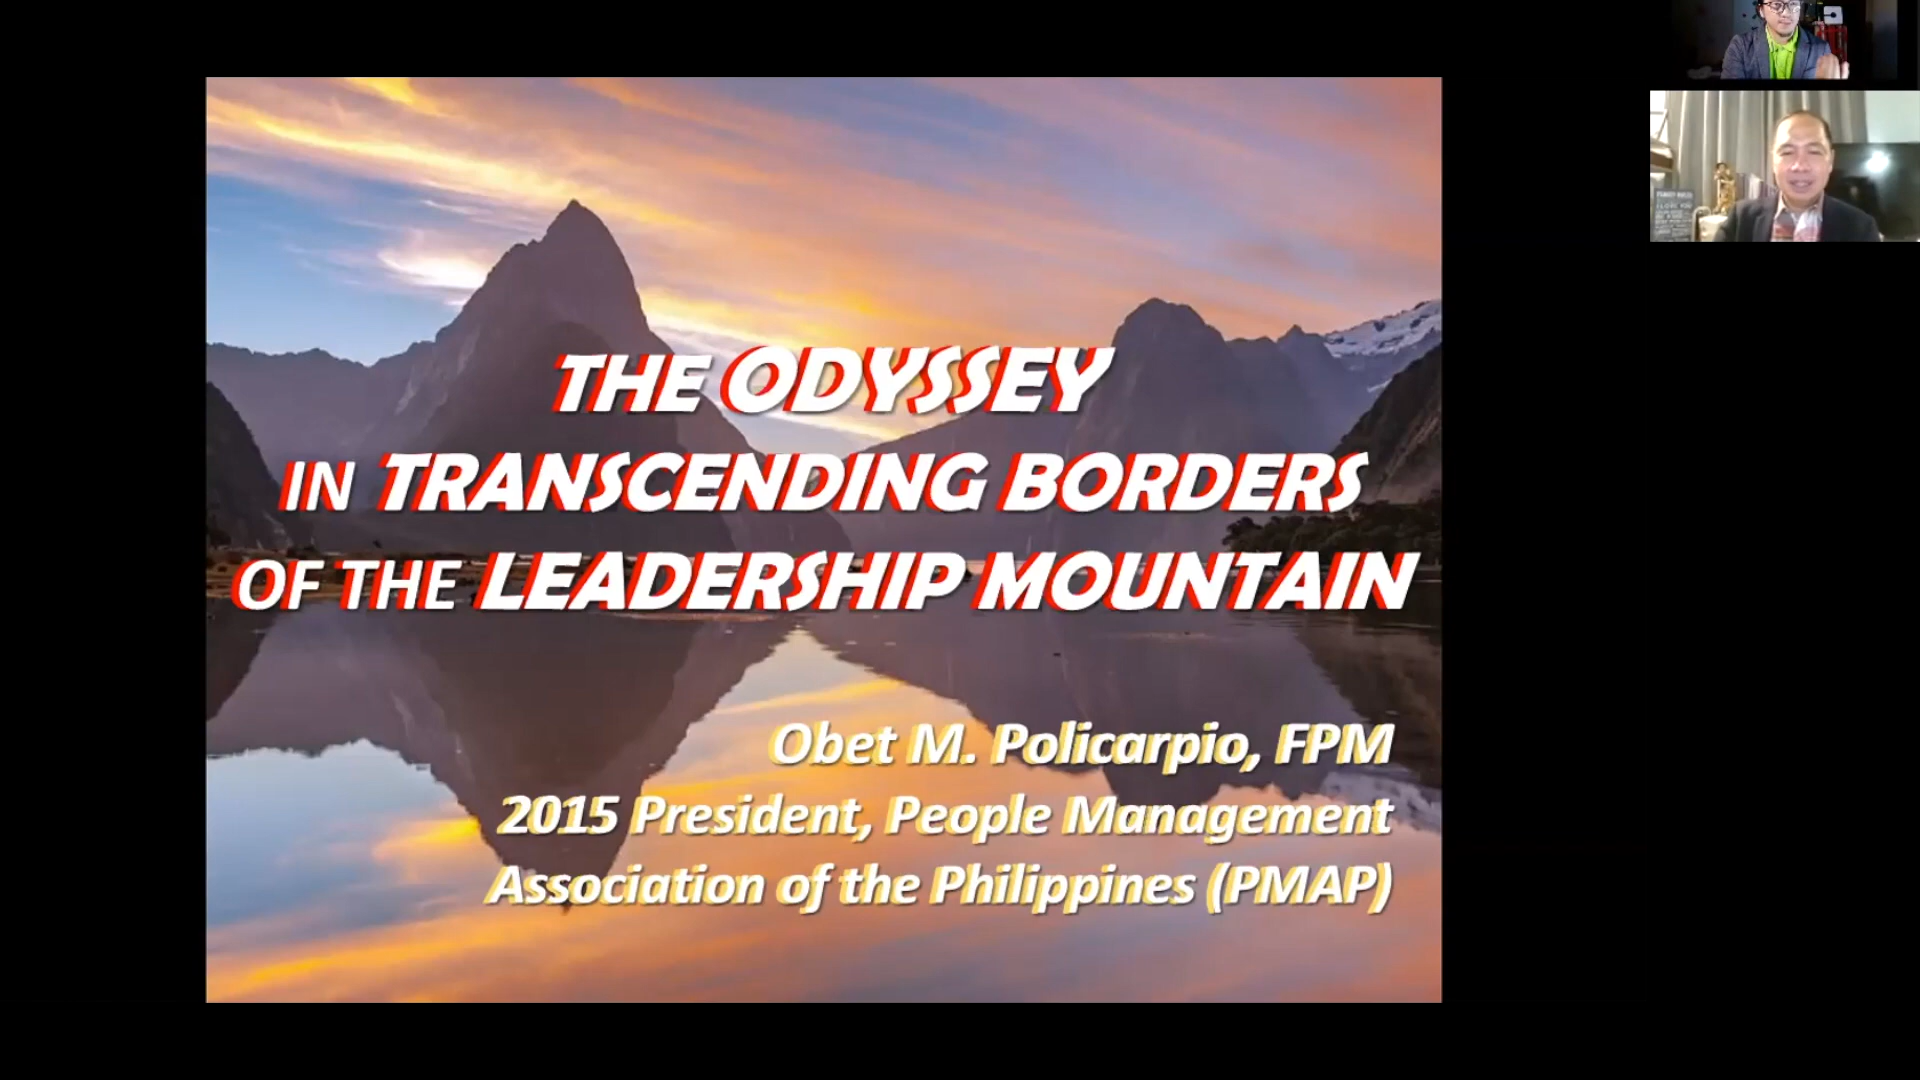 THE ODYSSEY
IN TRANSCENDING BORDERS
OF THE LEADERSHIP MOUNTAIN
Obet M. Policarpio, FPM
2015 President, People Management
Association of the Philippines (PMAP)